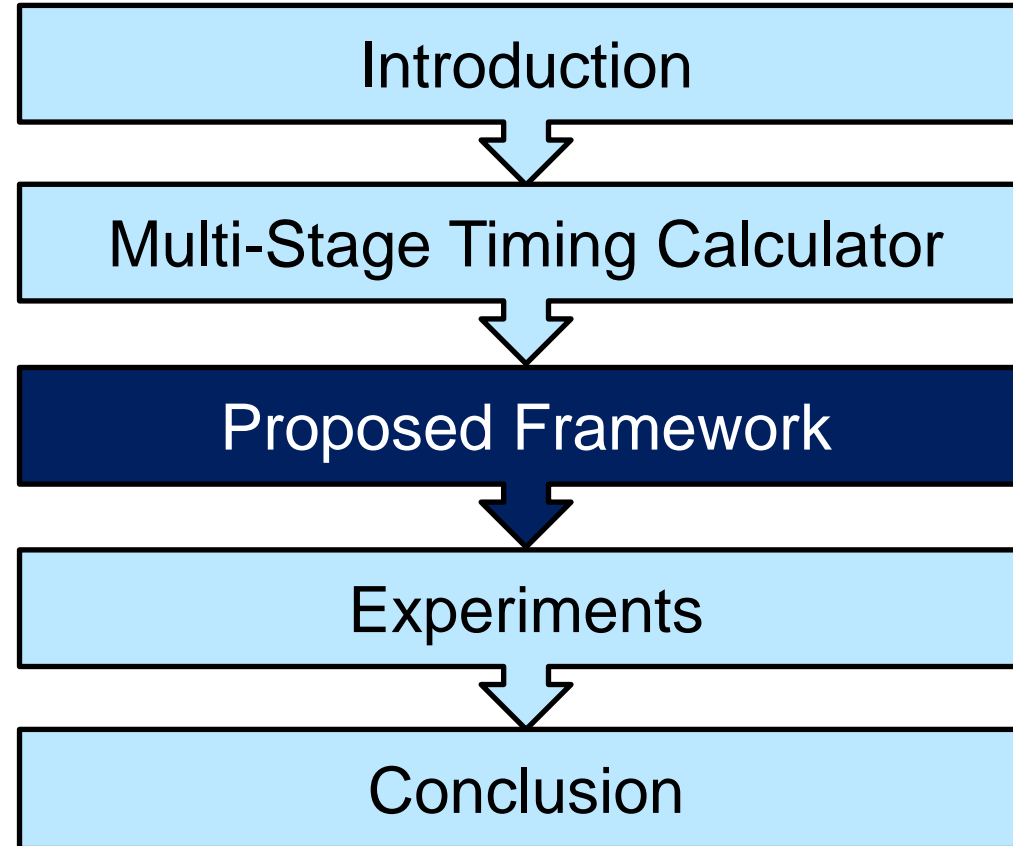 Introduction
Multi-Stage Timing Calculator
Proposed Framework
Experiments
Conclusion